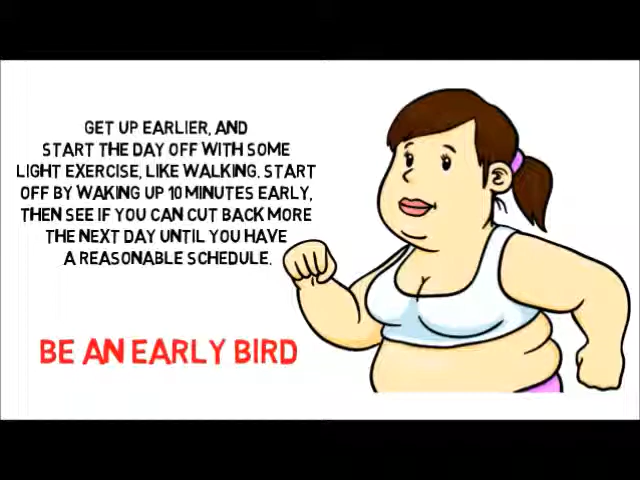 GET UP EARLIER, AND
START THE DAY OFF WITH SOME
LIGHT EXERCISE, LIKE WALKING. START
OFF BY WAKING UP 10 MINUTES EARLY,
THEN SEE IF YOU CAN CUT BACK MORE
THE NEXT DAY UNTIL YOU HAVE
A REASONABLE SCHEDULE.
BE AN EARLY BIRD